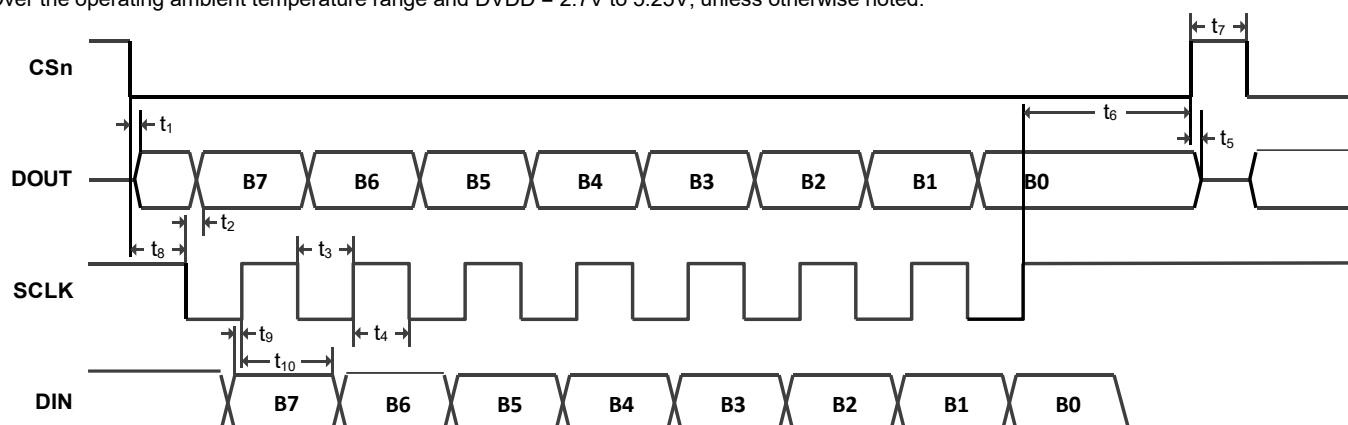 Over the operating ambient temperature range and DVDD = 2.7V to 5.25V, unless otherwise noted.
t7
CSn
t6
t1
t5
DOUT B7 B6 B5 B4 B3 B2 B1 B0
t2
t8 t3
SCLK
t9 t4
t10
DIN B7 B6 B5 B4 B3 B2 B1 B0